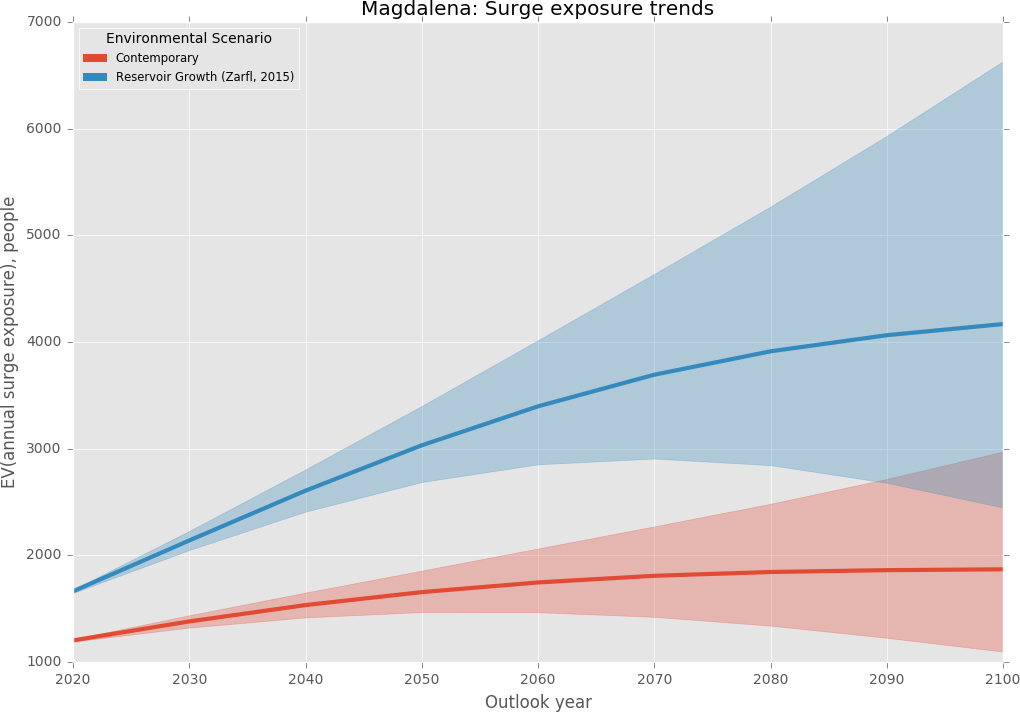 Magdalena: Surge exposure trends
7000
6000
5000
4000
3000
2000
1000
EV(annual surge exposure), people
Environmental Scenario
Contemporary
Reservoir Growth (Zarfl, 2015)
2020 2030 2040 2050 2060 2070 2080 2090 2100
Outlook year